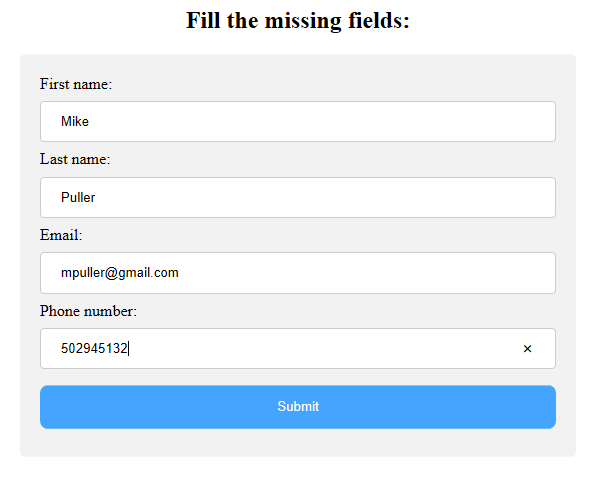 Fill the missing fields:
First name:
Mike
Last name:
Puller
Email:
mpuller@gmail.com
Phone number:
502945132
Submit